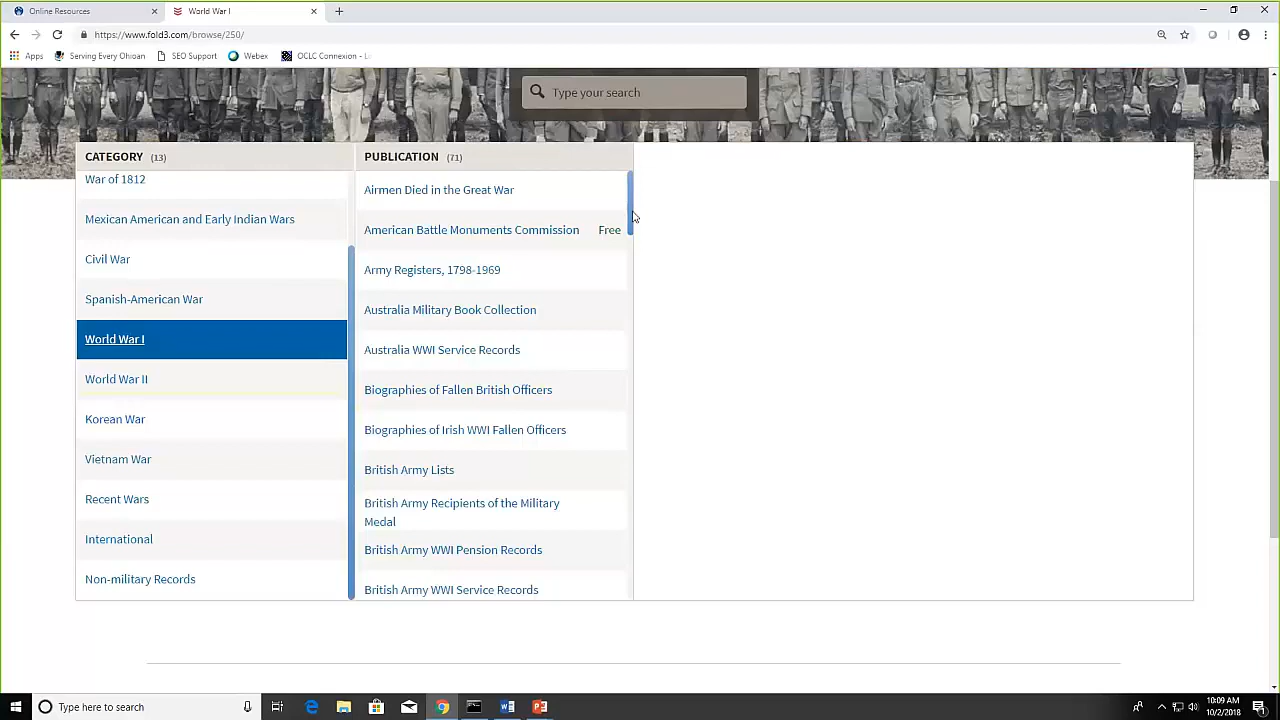 Online Resources
World War I
https://www.fold3.com/browse/250/
Apps
Serving Every Ohioan
SEO Support
Webex
OCLC Connexion - L
Type your search
CATEGORY (13)
PUBLICATION (71)
War of 1812
Mexican American and Early Indian Wars
Civil War
Spanish-American War
World War I
World War II
Korean War
Vietnam War
Recent Wars
International
Non-military Records
Airmen Died in the Great War
American Battle Monuments Commission Free
Army Registers, 1798-1969
Australia Military Book Collection
Australia WWI Service Records
Biographies of Fallen British Officers
Biographies of Irish WWI Fallen Officers
British Army Lists
British Army Recipients of the Military
Medal
British Army WWI Pension Records
British Army WWI Service Records
Type here to search
10:09 AM
10/2/2018